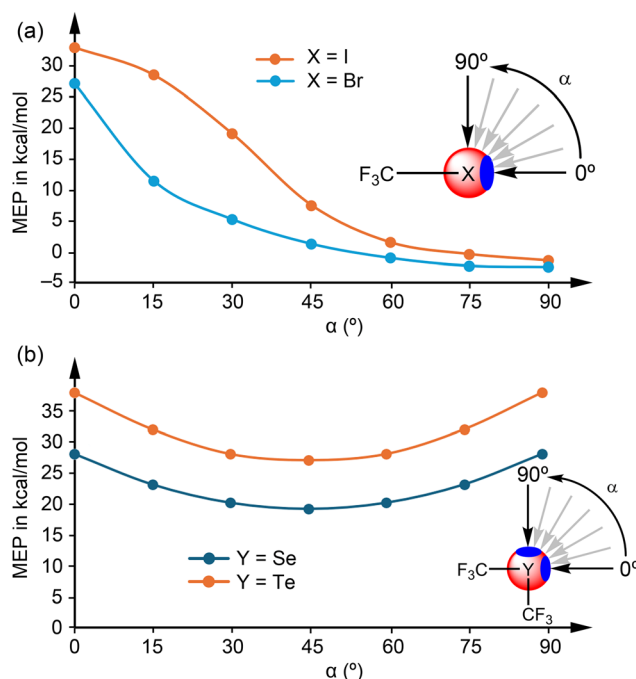 (a)
MEP in kcal/mol
30
25
20
15
10
5
0
–5
X = I
X = Br
90º
α
F₃C
X
0º
0 15 30 45 60 75 90
α (º)
(b)
MEP in kcal/mol
35
30
25
20
15
10
5
0
Y = Se
Y = Te
90º
α
F₃C
Y
0º
CF₃
0 15 30 45 60 75 90
α (º)